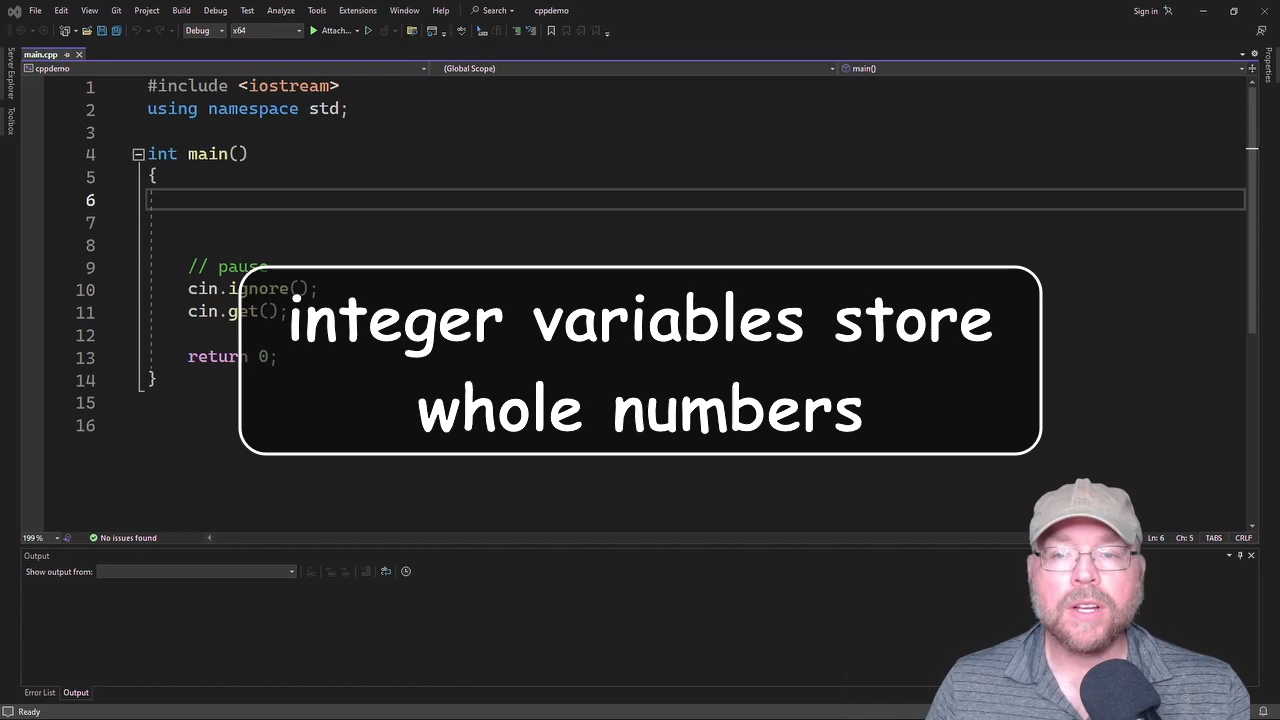 File Edit View Git Project Build Debug Test Analyze Tools Extensions Window Help Search cppdemo Sign in
Debug x64 Attach...
main.cpp
cppdemo (Global Scope) main()
Server Explorer
Toolbox
Properties
1 #include <iostream>
2 using namespace std;
3
4 int main()
5 {
6
7
8
9 // pause
10 cin.ignore();
11 cin.get();
12
13 return 0;
14 }
15
16
integer variables store
whole numbers
199 % No issues found Ln: 6 Ch: 5 TABS CRLF
Output
Show output from:
Error List Output
Ready